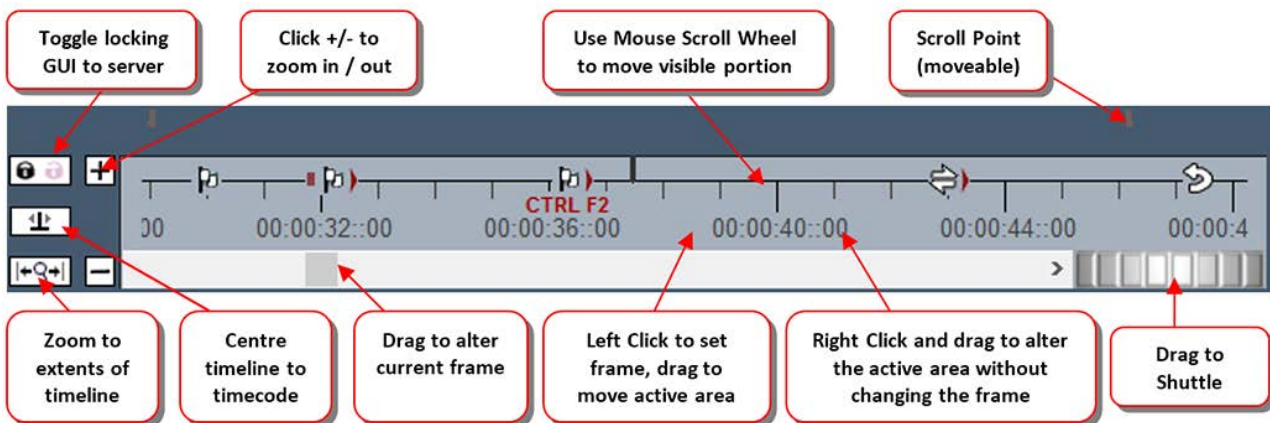 Toggle locking
GUI to server
Click +/- to
zoom in / out
Use Mouse Scroll Wheel
to move visible portion
Scroll Point
(moveable)
CTRL F2
00 00:00:32::00 00:00:36::00 00:00:40::00 00:00:44::00 00:00:4
Zoom to
extents of
timeline
Centre
timeline to
timecode
Drag to alter
current frame
Left Click to set
frame, drag to
move active area
Right Click and drag to alter
the active area without
changing the frame
Drag to
Shuttle